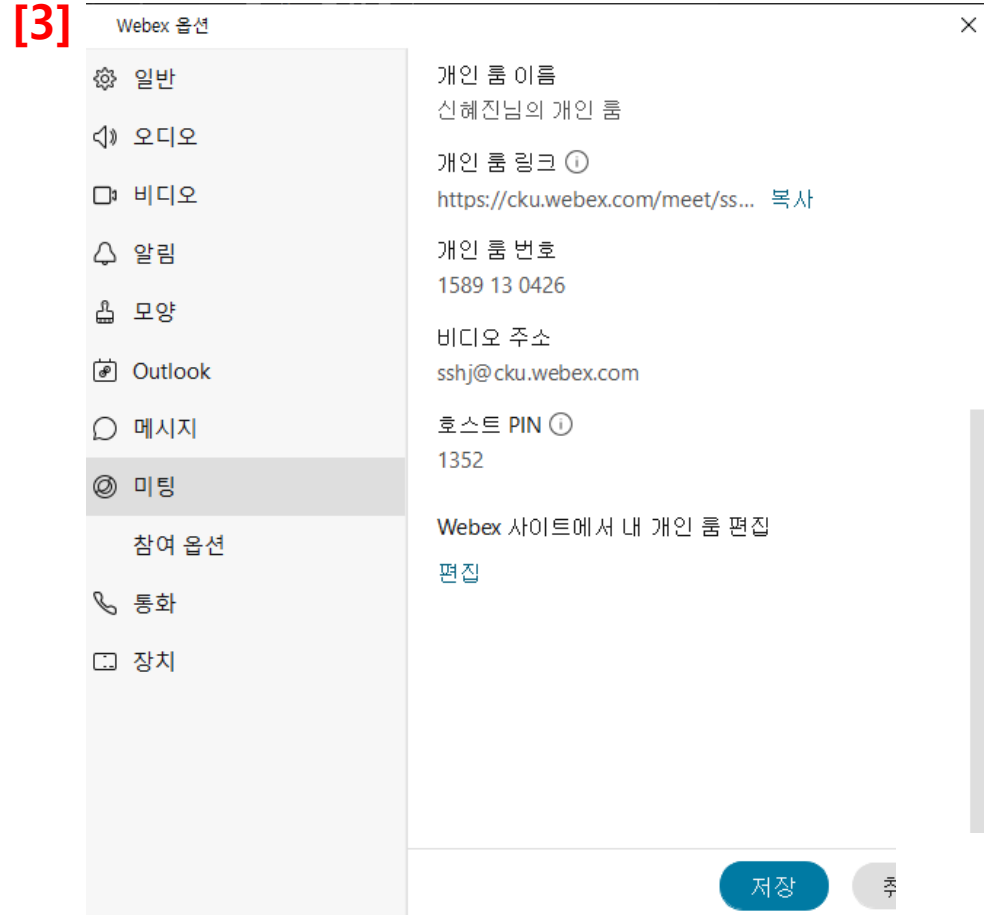 [3]
Webex 옵션
일반
오디오
비디오
알림
모양
Outlook
메시지
미팅
참여 옵션
통화
장치
개인 룸 이름
신혜진님의 개인 룸
개인 룸 링크
https://cku.webex.com/meet/ss... 복사
개인 룸 번호
1589 13 0426
비디오 주소
sshj@cku.webex.com
호스트 PIN
1352
Webex 사이트에서 내 개인 룸 편집
편집
저장